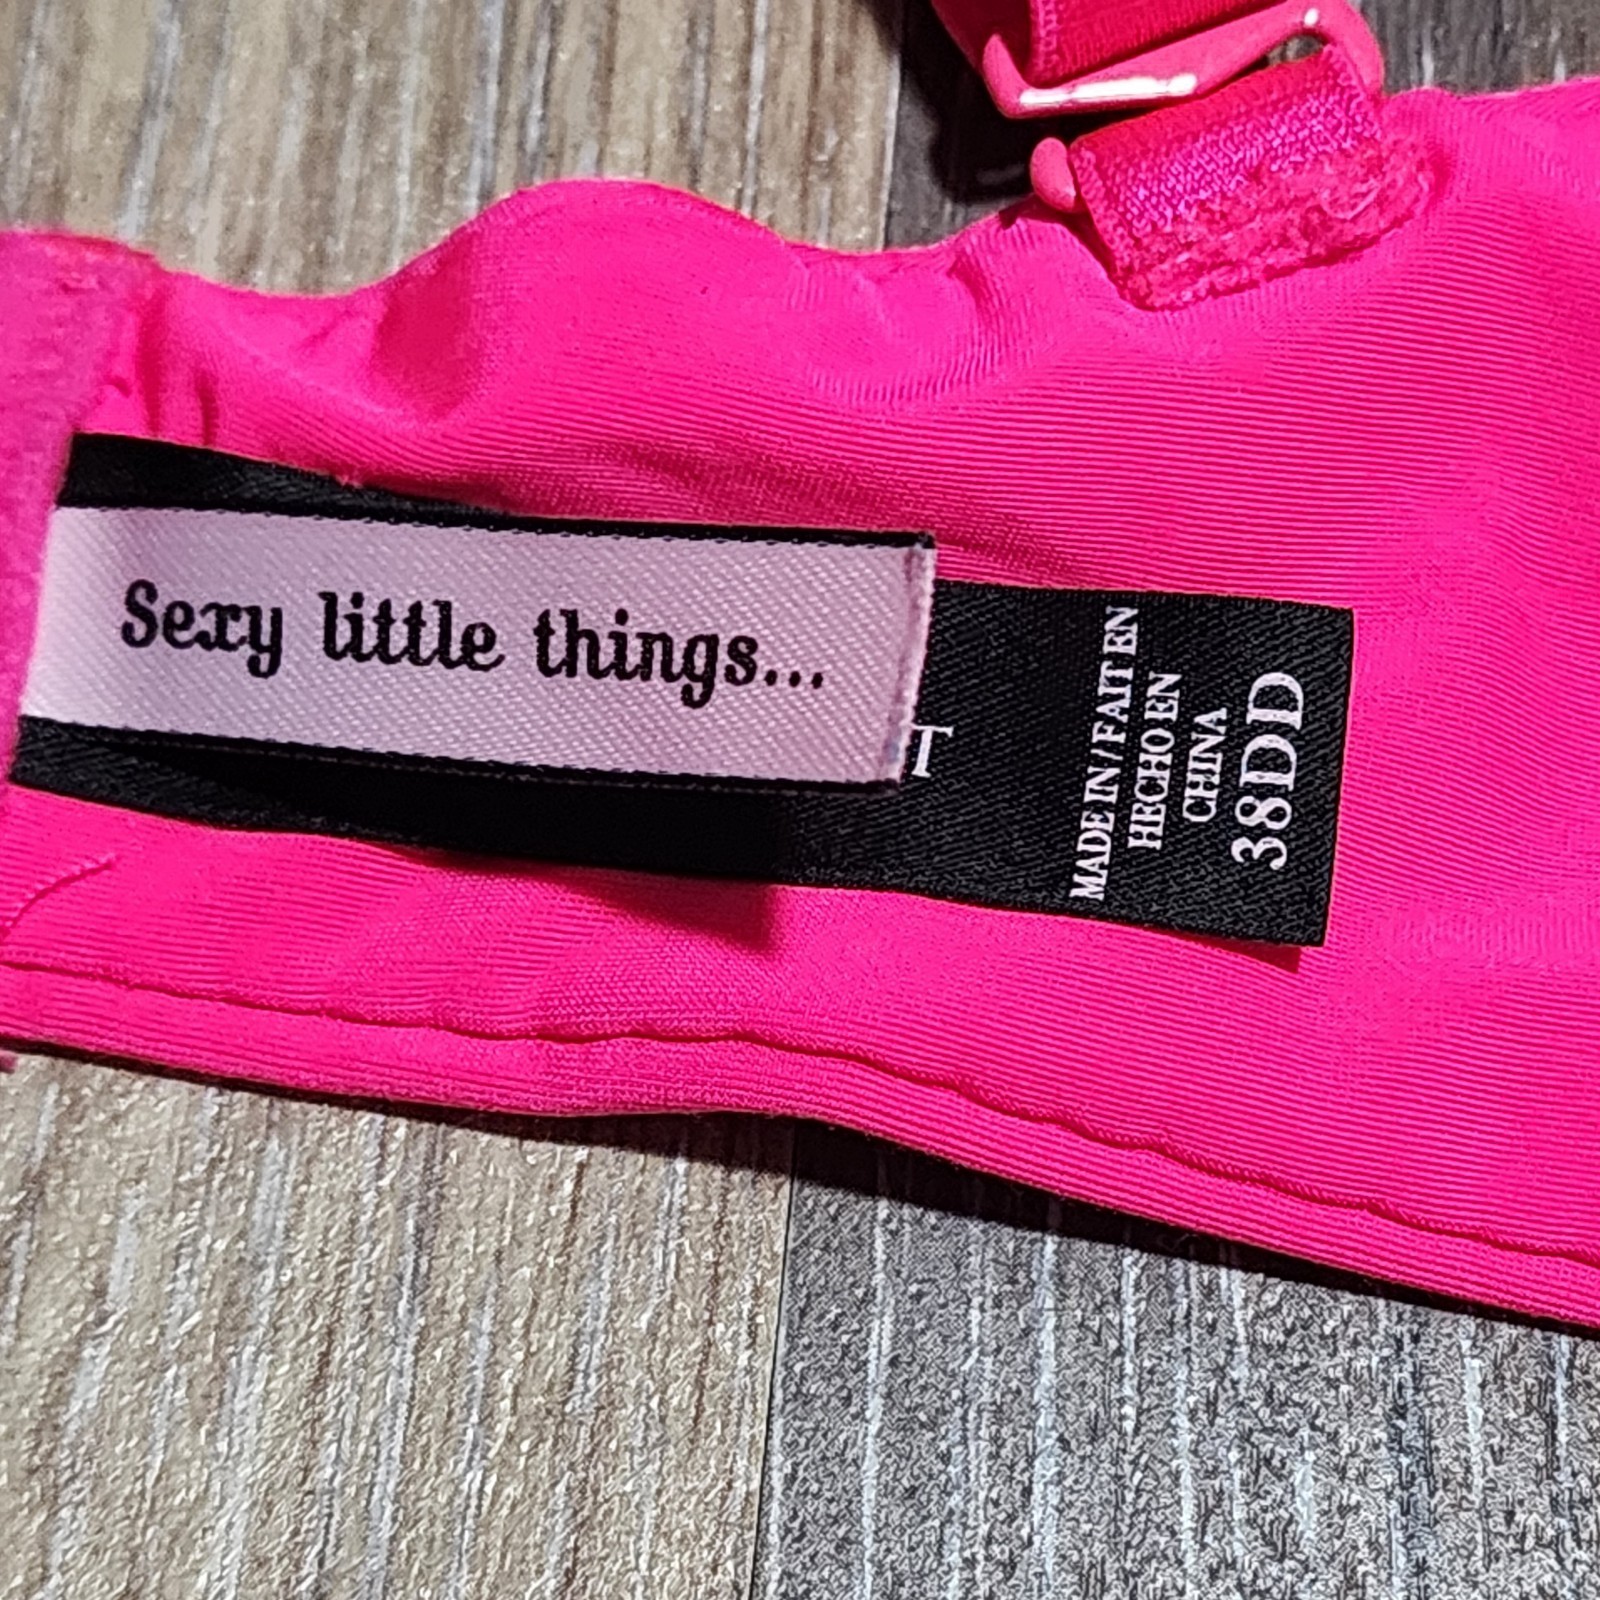 Sexy little things...
T
MADE IN / FAIT EN
HECHO EN
CHINA
38DD